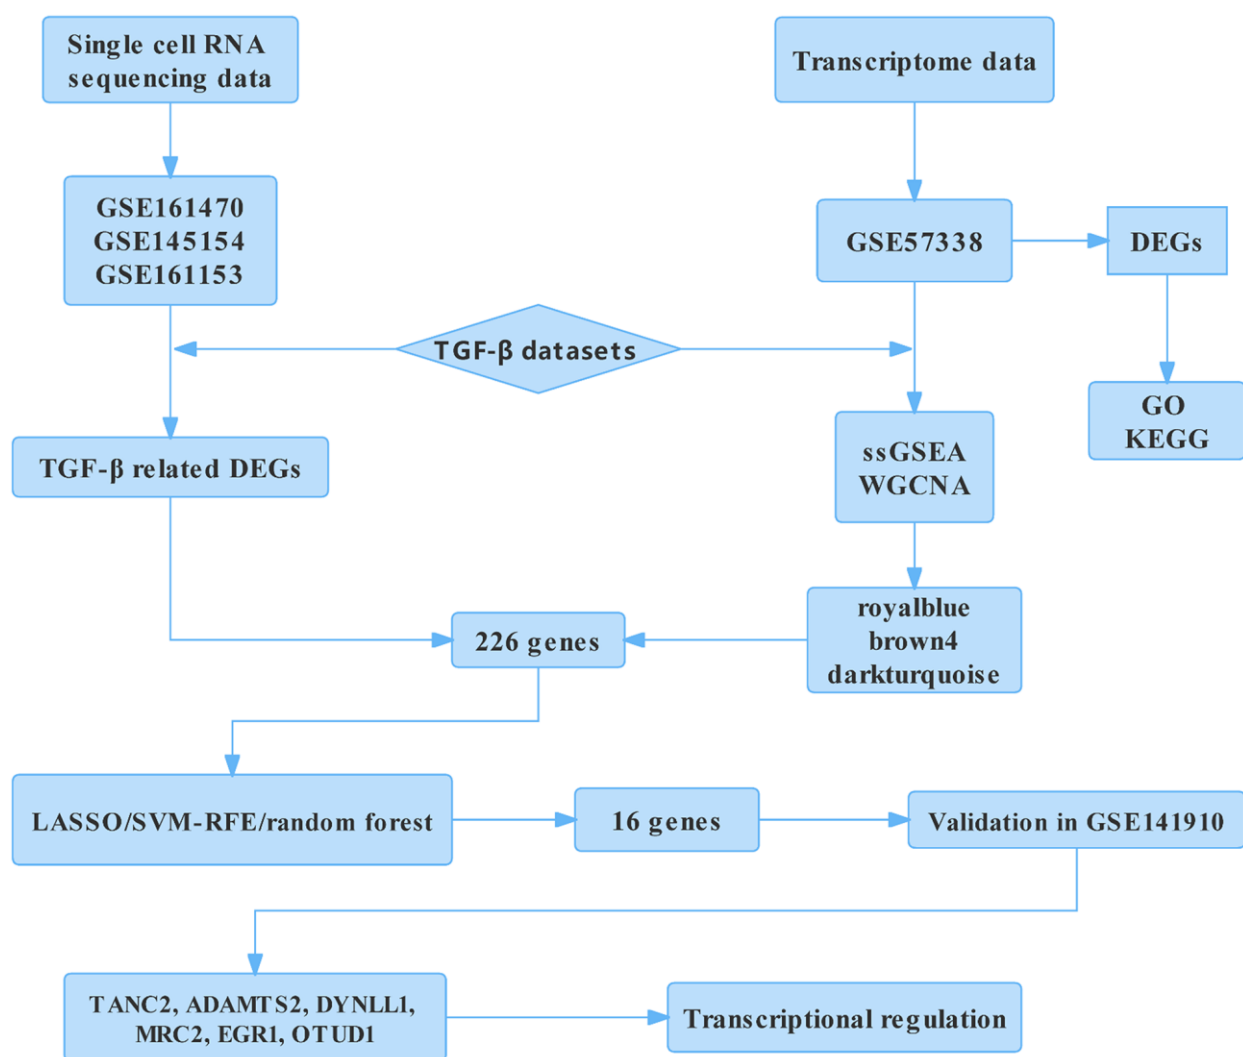 Single cell RNA
sequencing data
Transcriptome data
GSE161470
GSE145154
GSE161153
GSE57338
DEGs
TGF-β datasets
GO
KEGG
TGF-β related DEGs
ssGSEA
WGCNA
royalblue
brown4
darkturquoise
226 genes
LASSO/SVM-RFE/random forest
16 genes
Validation in GSE141910
TANC2, ADAMTS2, DYNLL1,
MRC2, EGR1, OTUD1
Transcriptional regulation